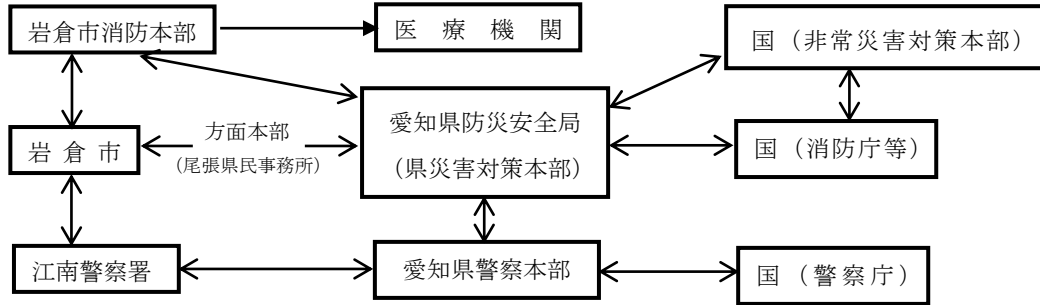 岩倉市消防本部
医療機関
国（非常災害対策本部）
愛知県防災安全局
（県災害対策本部）
方面本部
（尾張県民事務所）
岩倉市
国（消防庁等）
江南警察署
愛知県警察本部
国（警察庁）